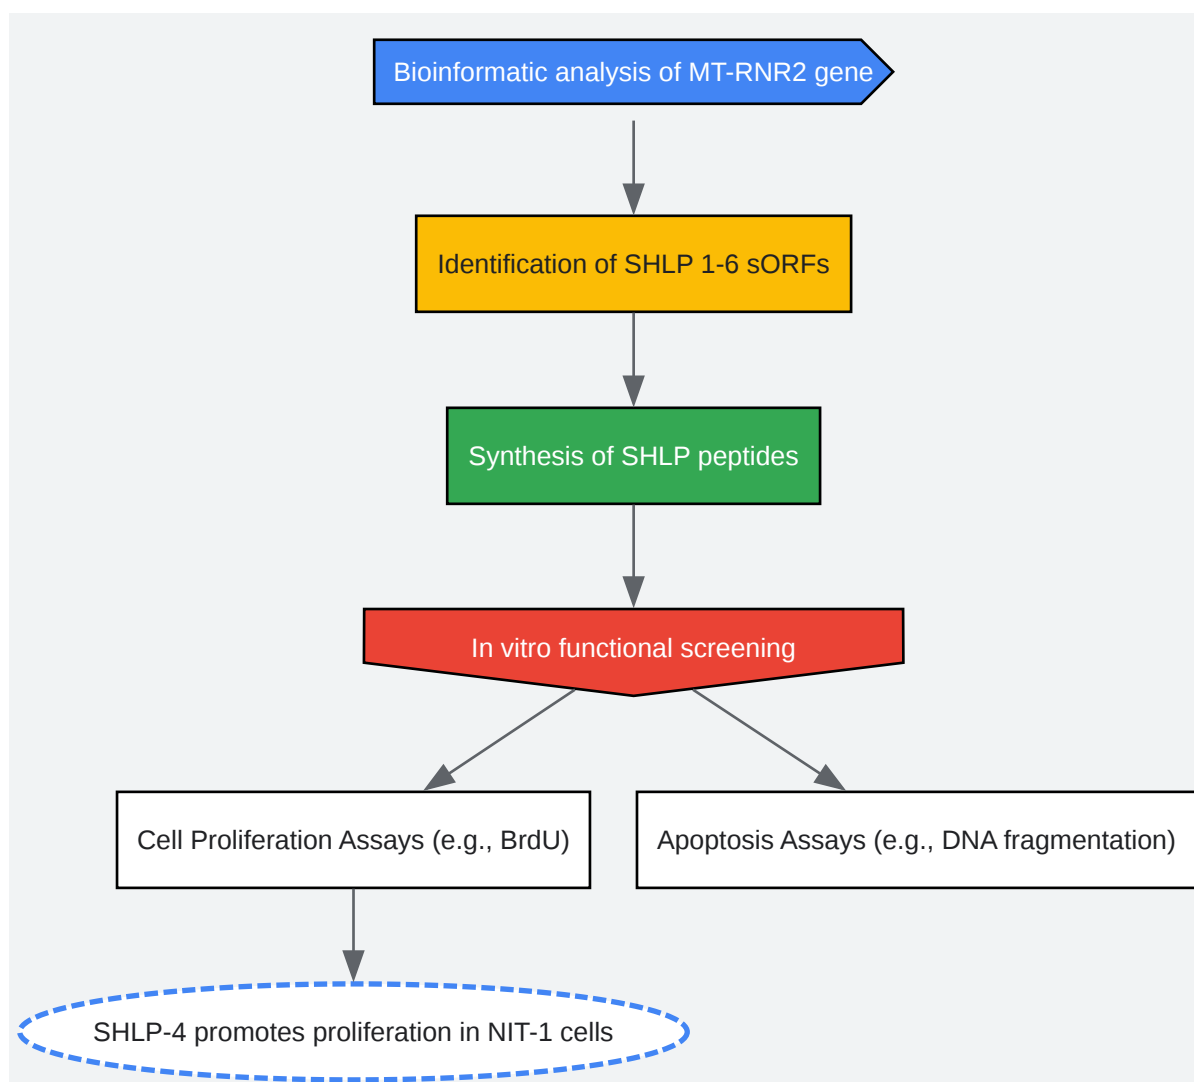 Bioinformatic analysis of MT-RNR2 gene
Identification of SHLP 1-6 sORFs
Synthesis of SHLP peptides
In vitro functional screening
Cell Proliferation Assays (e.g., BrdU)
Apoptosis Assays (e.g., DNA fragmentation)
SHLP-4 promotes proliferation in NIT-1 cells